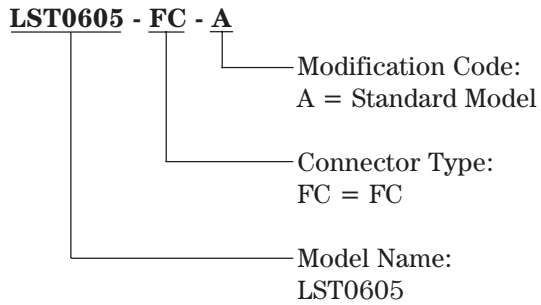 LST0605 - FC - A
Modification Code:
A = Standard Model
Connector Type:
FC = FC
Model Name:
LST0605